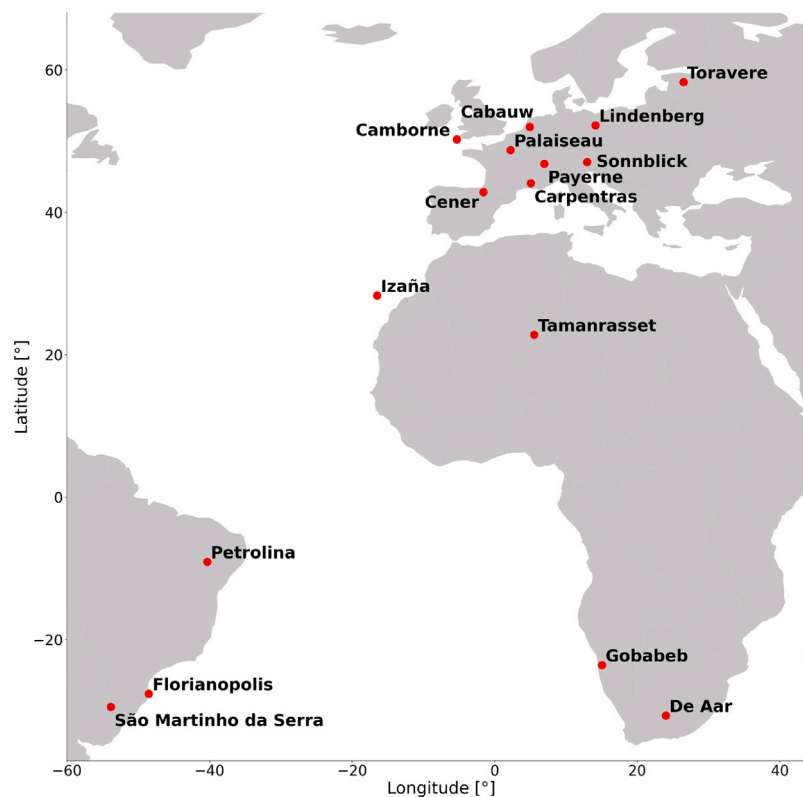 60
Toravere
Cabauw
Lindenberg
Camborne
Palaiseau
Sonnblick
Payerne
Cener
Carpentras
40
Izaña
Tamanrasset
20
Latitude [°]
0
Petrolina
−20
Gobabeb
Florianopolis
De Aar
São Martinho da Serra
−60
−40
−20
0
20
40
Longitude [°]